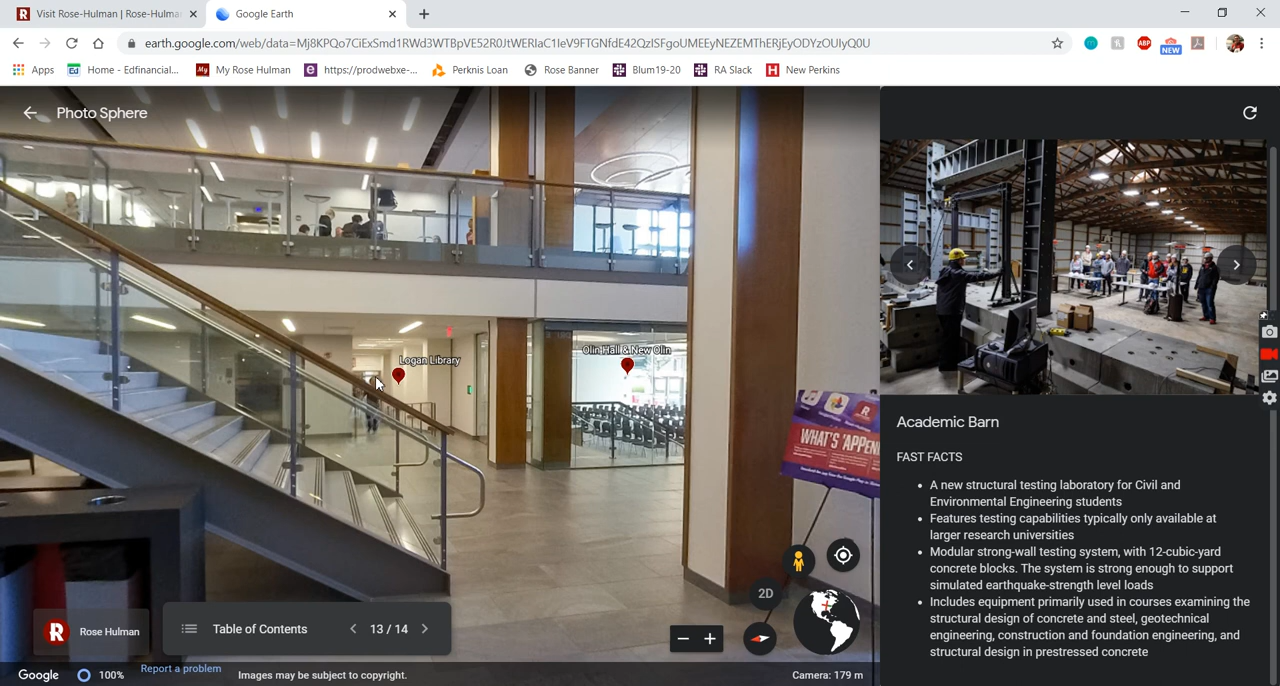 Visit Rose-Hulman | Rose-Hulma
Google Earth
earth.google.com/web/data=Mj8KPQo7CiExSmd1RWd3WTBpVE52R0JtWERIaC1IeV9FTGNfdE42QzISFgoUMEEyNEZEMThERjEyODYzOUIyQ0U
ABP
NEW
Apps
Ed Home - Edfinancial...
My My Rose Hulman
e https://prodwebxe-...
Perknis Loan
Rose Banner
Blum19-20
RA Slack
H New Perkins
Photo Sphere
Logan Library
Olin Hall & New Olin
WHAT'S 'APPEN
R Rose Hulman
Table of Contents
13 / 14
2D
Google
100%
Report a problem
Images may be subject to copyright.
Camera: 179 m
Academic Barn
FAST FACTS
• A new structural testing laboratory for Civil and
Environmental Engineering students
• Features testing capabilities typically only available at
larger research universities
• Modular strong-wall testing system, with 12-cubic-yard
concrete blocks. The system is strong enough to support
simulated earthquake-strength level loads
• Includes equipment primarily used in courses examining the
structural design of concrete and steel, geotechnical
engineering, construction and foundation engineering, and
structural design in prestressed concrete